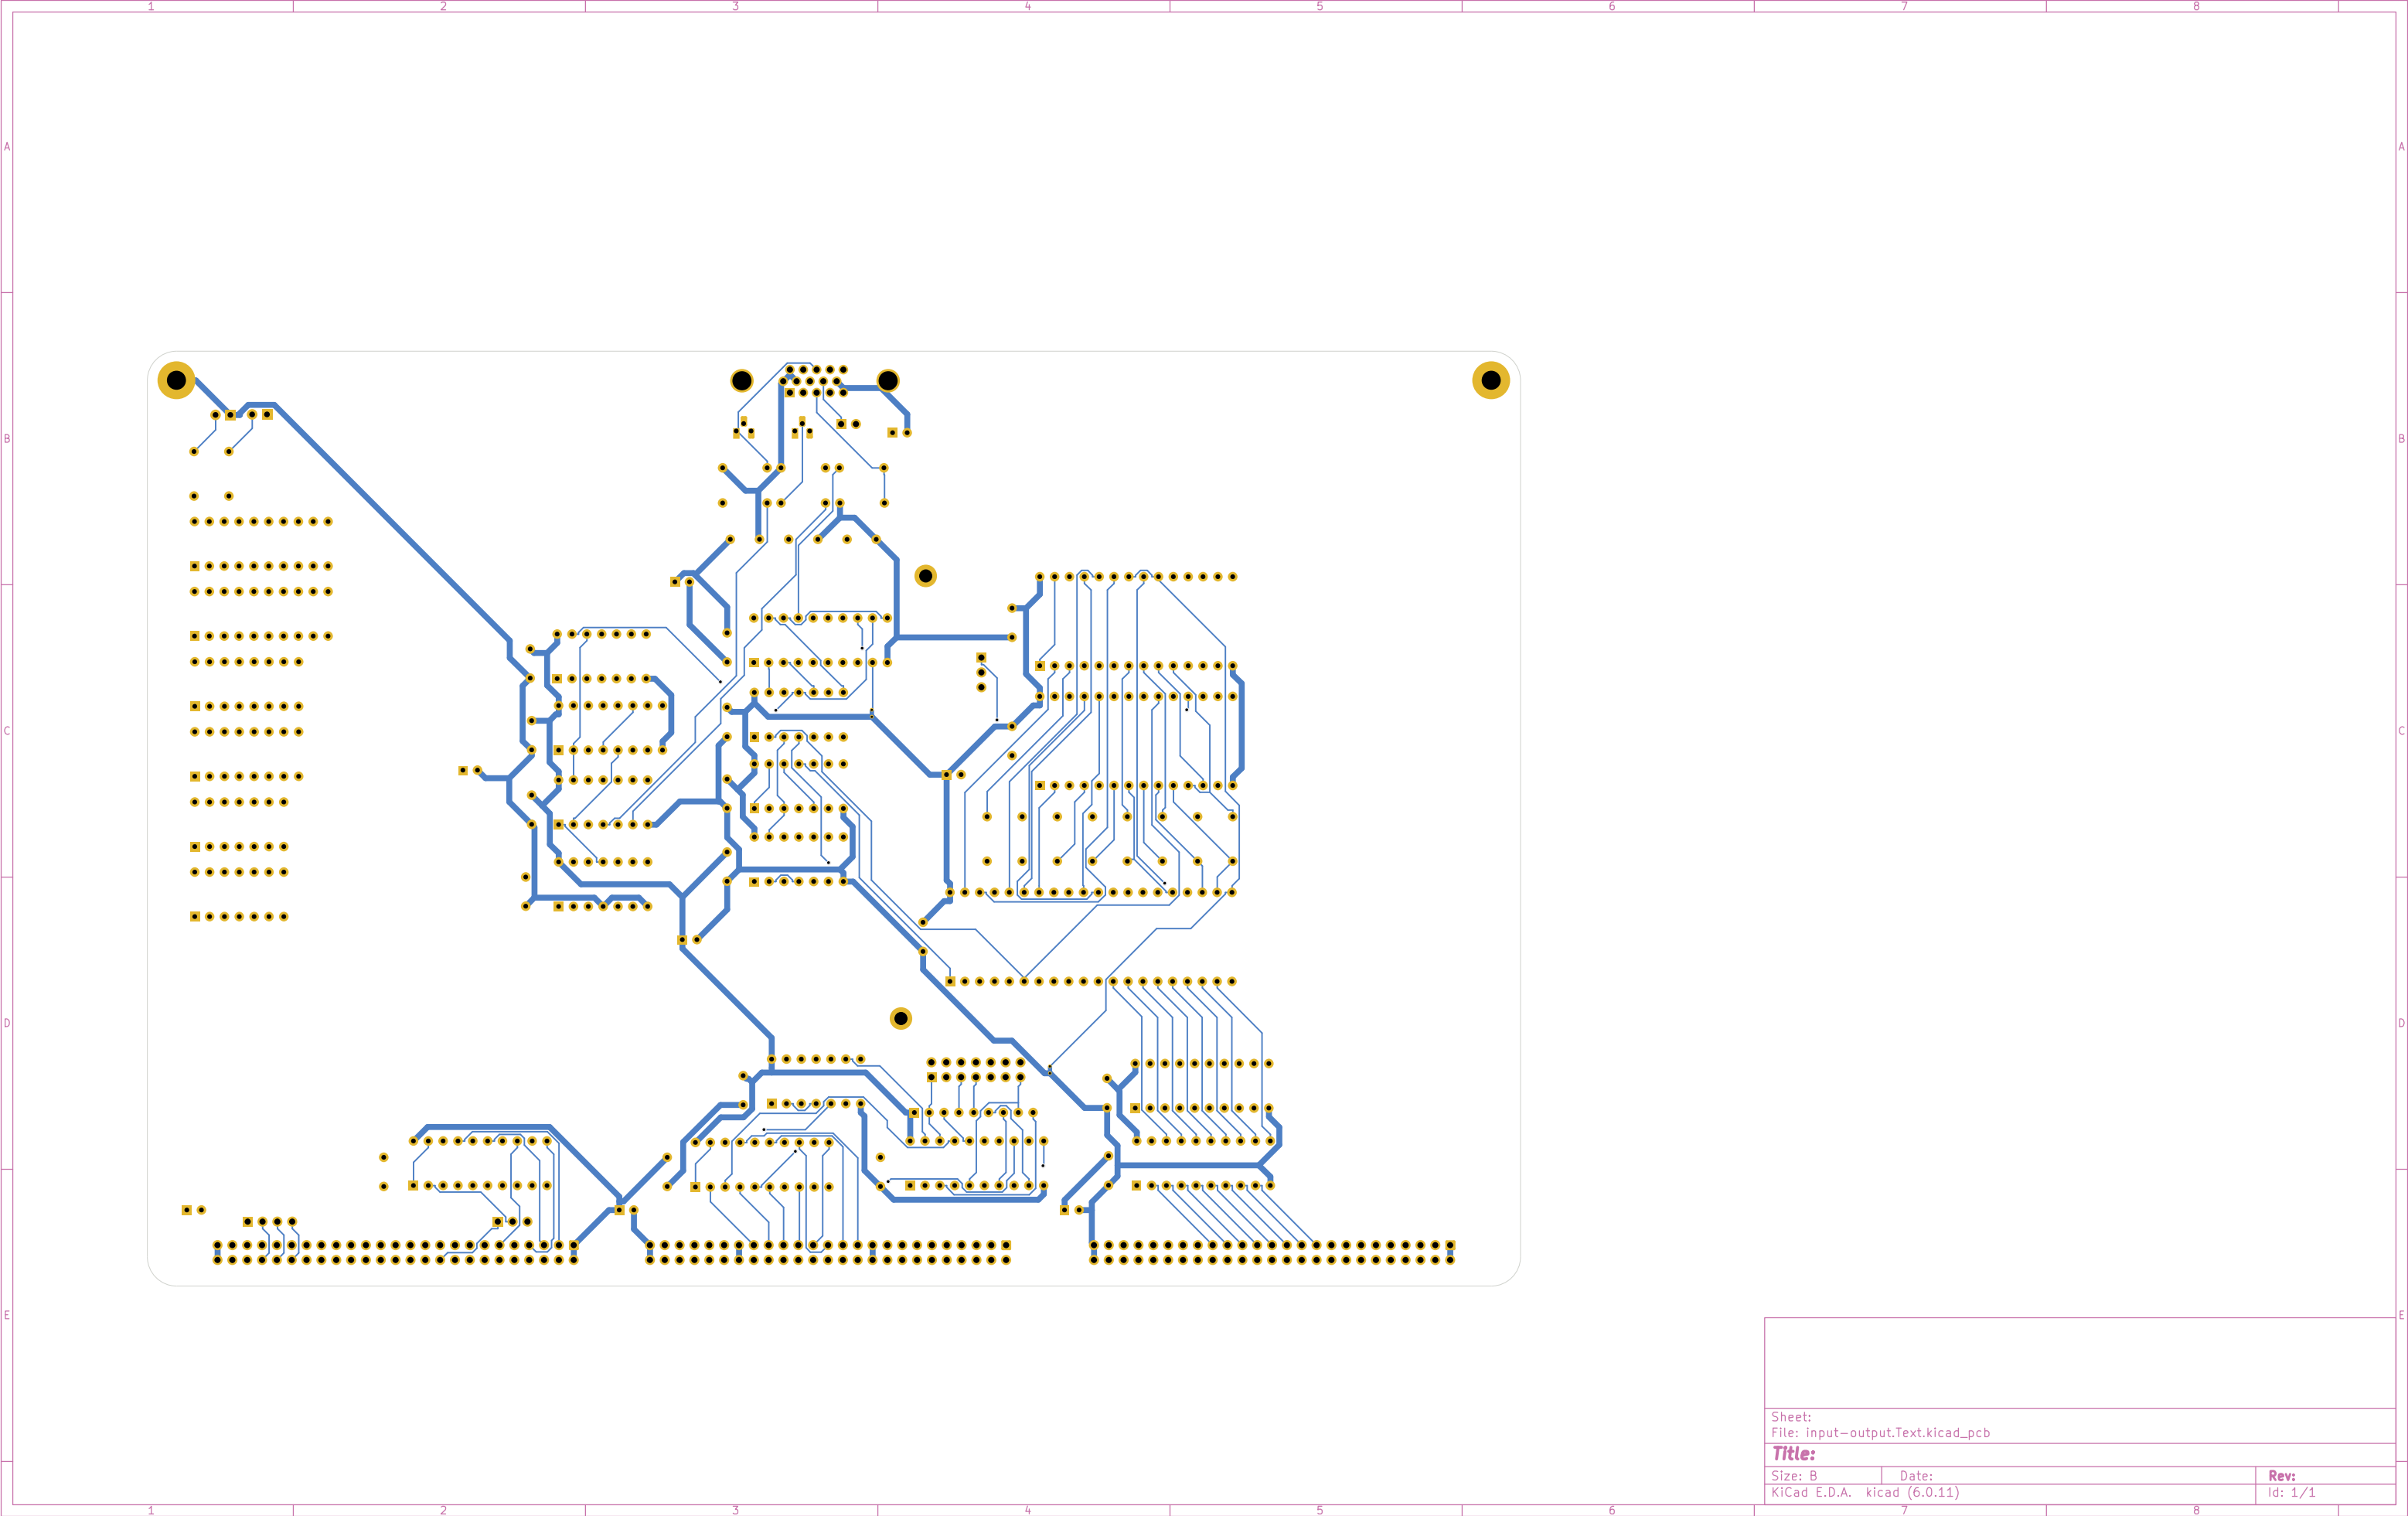 1 2 3 4 5 6 7 8
A A
B B
C C
D D
E E
Sheet:
File: input-output.Text.kicad_pcb
Title:
Size: B Date: Rev:
KiCad E.D.A. kicad (6.0.11) Id: 1/1
1 2 3 4 5 6 7 8